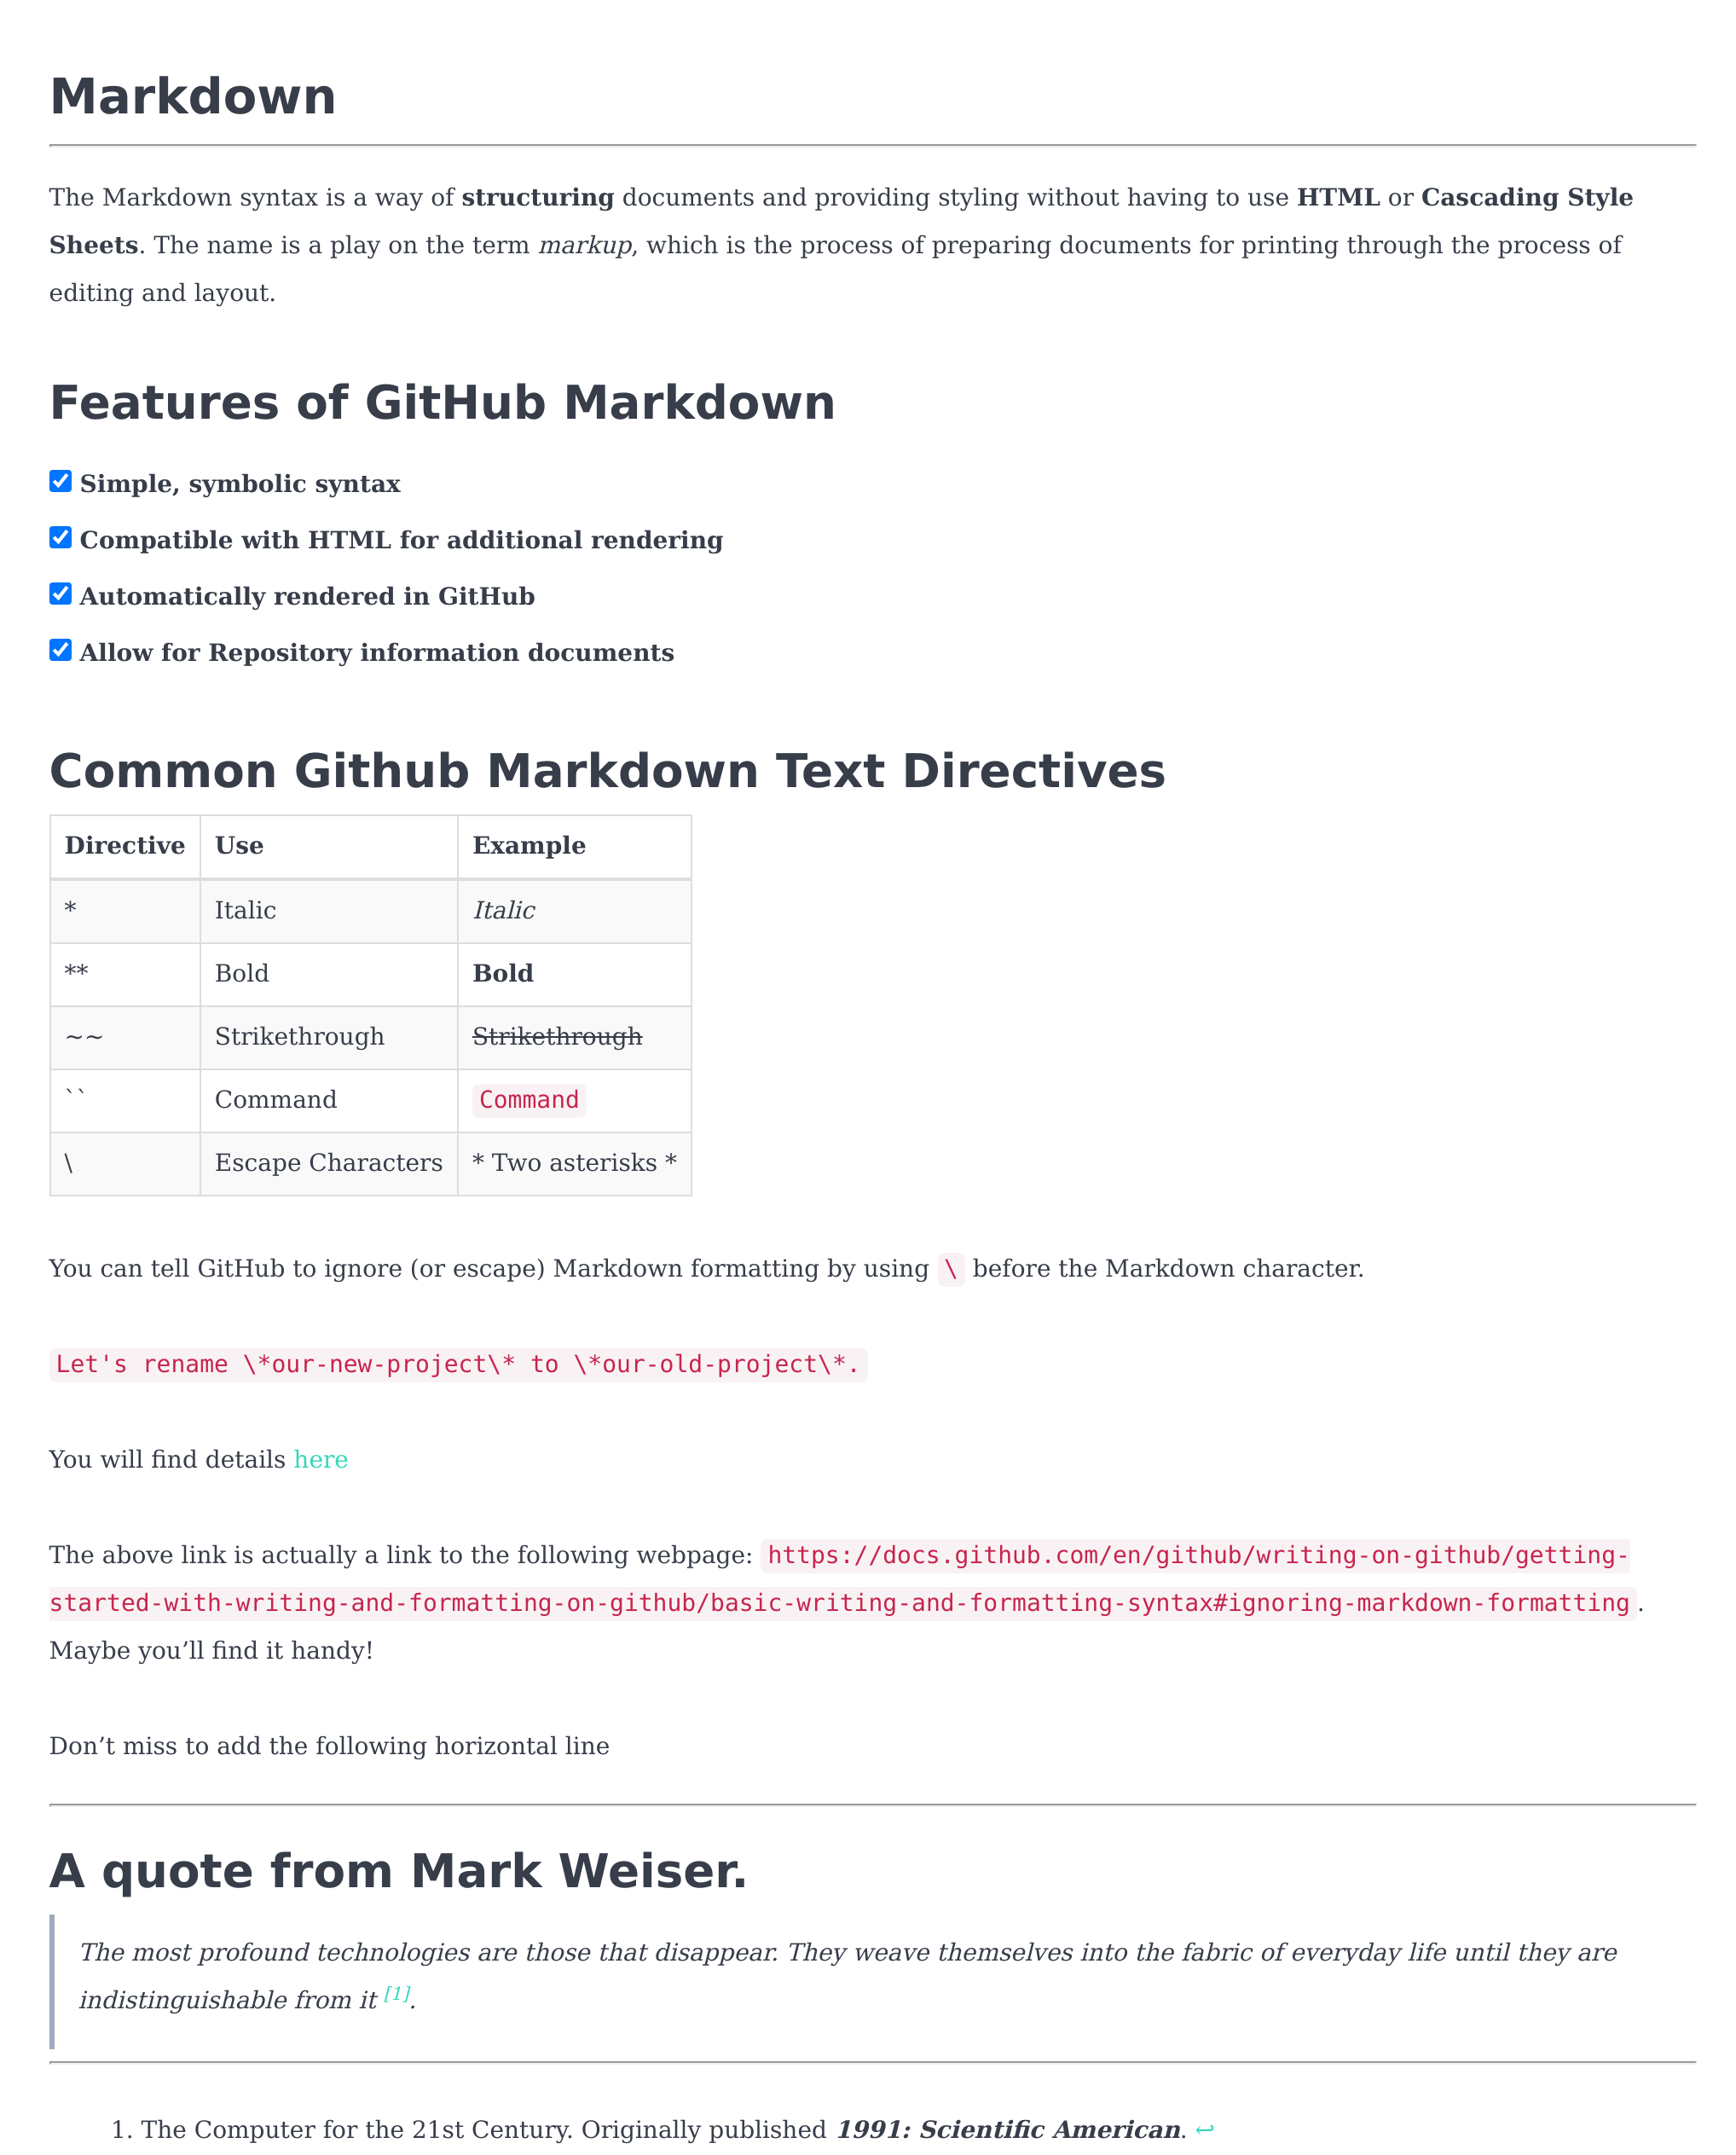 Markdown
The Markdown syntax is a way of structuring documents and providing styling without having to use HTML or Cascading Style
Sheets. The name is a play on the term markup, which is the process of preparing documents for printing through the process of
editing and layout.
Features of GitHub Markdown
Simple, symbolic syntax
Compatible with HTML for additional rendering
Automatically rendered in GitHub
Allow for Repository information documents
Common Github Markdown Text Directives
Directive Use Example
* Italic Italic
** Bold Bold
~~ Strikethrough Strikethrough
`` Command Command
\ Escape Characters * Two asterisks *
You can tell GitHub to ignore (or escape) Markdown formatting by using \ before the Markdown character.
Let's rename \*our-new-project\* to \*our-old-project\*.
You will find details here
The above link is actually a link to the following webpage: https://docs.github.com/en/github/writing-on-github/getting-
started-with-writing-and-formatting-on-github/basic-writing-and-formatting-syntax#ignoring-markdown-formatting.
Maybe you’ll find it handy!
Don’t miss to add the following horizontal line
A quote from Mark Weiser.
The most profound technologies are those that disappear. They weave themselves into the fabric of everyday life until they are
indistinguishable from it [1].
1. The Computer for the 21st Century. Originally published 1991: Scientific American. ↩